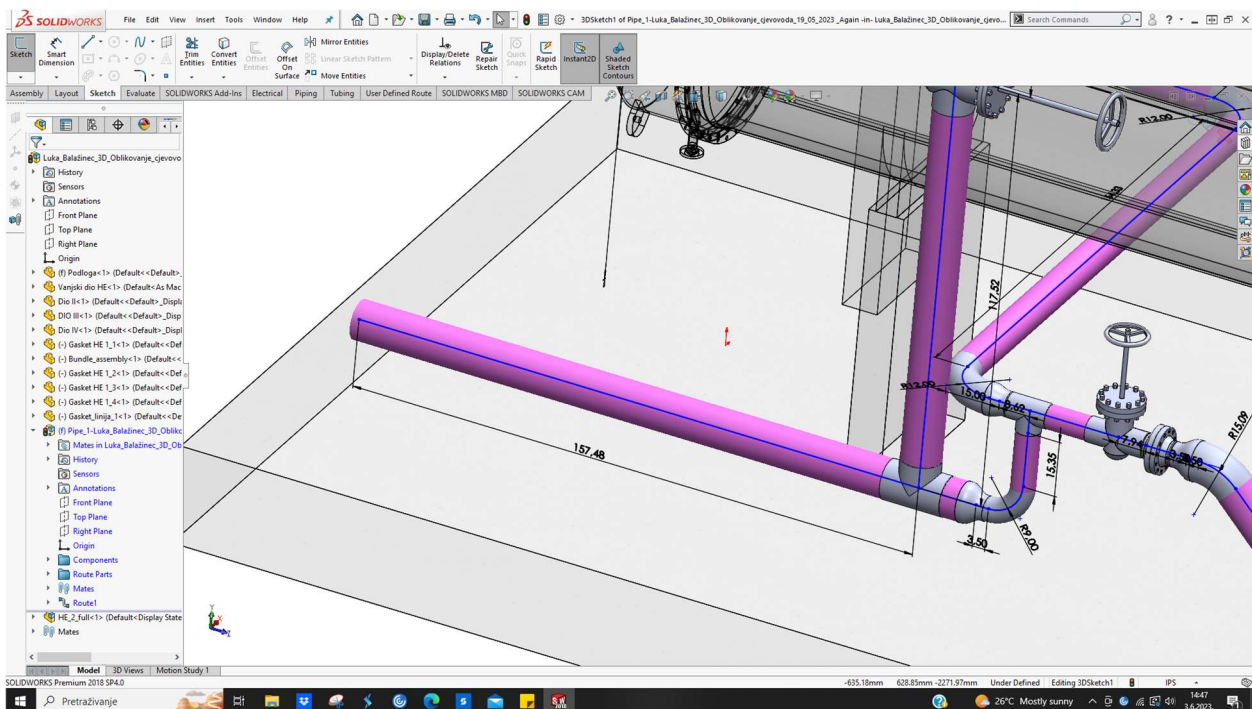 SOLIDWORKS File Edit View Insert Tools Window Help 3DSketch1 of Pipe_1-Luka_Balažinec_3D_Oblikovanje_cjevovoda_19_05_2023_Again -in- Luka_Balažinec_3D_Oblikovanje_cjevo... Search Commands
Sketch Smart Dimension Trim Entities Convert Entities Offset Entities Offset On Surface Mirror Entities Linear Sketch Pattern Move Entities Display/Delete Relations Repair Sketch Quick Snaps Rapid Sketch Instant2D Shaded Sketch Contours
Assembly Layout Sketch Evaluate SOLIDWORKS Add-Ins Electrical Piping Tubing User Defined Route SOLIDWORKS MBD SOLIDWORKS CAM
Luka_Balažinec_3D_Oblikovanje_cjevovo
History
Sensors
Annotations
Front Plane
Top Plane
Right Plane
Origin
(f) Podloga<1> (Default<<Default>_
Vanjski dio HE<1> (Default<As Mac
Dio II<1> (Default<<Default>_Displa
DIO III<1> (Default<<Default>_Disp
Dio IV<1> (Default<<Default>_Displ
(-) Gasket HE 1_1<1> (Default<<Def
(-) Bundle_assembly<1> (Default<<
(-) Gasket HE 1_2<1> (Default<<Def
(-) Gasket HE 1_3<1> (Default<<Def
(-) Gasket HE 1_4<1> (Default<<Def
(-) Gasket_linija_1<1> (Default<<De
(f) Pipe_1-Luka_Balažinec_3D_Oblikc
Mates in Luka_Balažinec_3D_Ob
History
Sensors
Annotations
Front Plane
Top Plane
Right Plane
Origin
Components
Route Parts
Mates
Route1
HE_2_full<1> (Default<Display State
Mates
R12.00
117.52
R12.00
15.00
8.62
7.94
R15.09
15.35
157.48
3.50
R9.00
Y
X
Z
Model 3D Views Motion Study 1
SOLIDWORKS Premium 2018 SP4.0 -635.18mm 628.85mm -2271.97mm Under Defined Editing 3DSketch1 IPS
Pretraživanje 26°C Mostly sunny 14:47
3.6.2023.